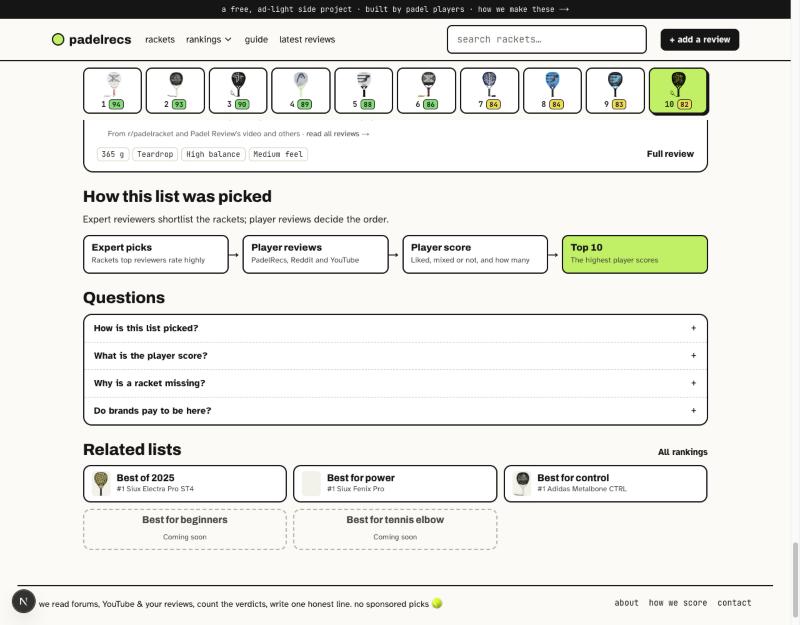 a free, ad-light side project · built by padel players · how we make these →
padelrecs
rackets
rankings
guide
latest reviews
search rackets…
+ add a review
1 94
2 93
3 90
4 89
5 88
6 86
7 84
8 84
9 83
10 82
From r/padelracket and Padel Review's video and others · read all reviews →
365 g
Teardrop
High balance
Medium feel
Full review
How this list was picked
Expert reviewers shortlist the rackets; player reviews decide the order.
Expert picks
Rackets top reviewers rate highly
→
Player reviews
PadelRecs, Reddit and YouTube
→
Player score
Liked, mixed or not, and how many
→
Top 10
The highest player scores
Questions
How is this list picked? +
What is the player score? +
Why is a racket missing? +
Do brands pay to be here? +
Related lists
All rankings
Best of 2025
#1 Siux Electra Pro ST4
Best for power
#1 Siux Fenix Pro
Best for control
#1 Adidas Metalbone CTRL
Best for beginners
Coming soon
Best for tennis elbow
Coming soon
N
we read forums, YouTube & your reviews, count the verdicts, write one honest line. no sponsored picks
about how we score contact